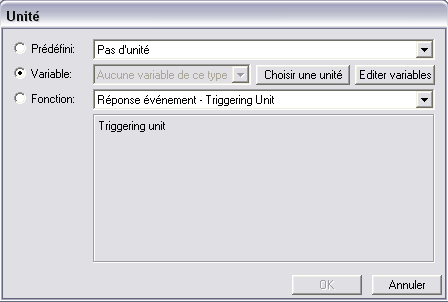 Unité
Prédéfini: Pas d'unité
Variable: Aucune variable de ce type Choisir une unité Editer variables
Fonction: Réponse événement - Triggering Unit
Triggering unit
OK Annuler